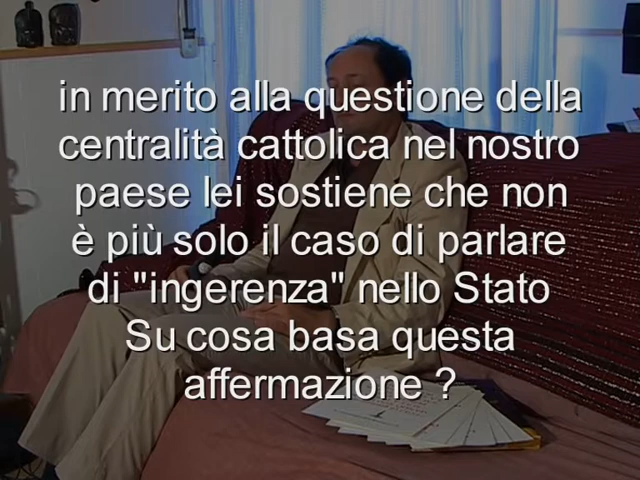 in merito alla questione della
centralità cattolica nel nostro
paese lei sostiene che non
è più solo il caso di parlare
di "ingerenza" nello Stato
Su cosa basa questa
affermazione ?